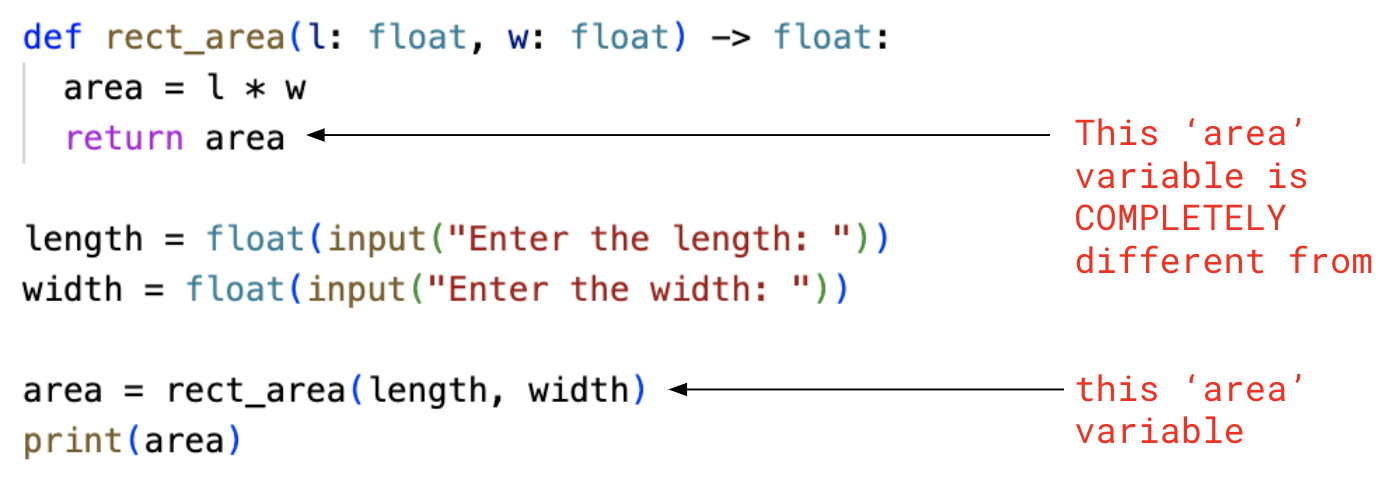 def rect_area(l: float, w: float) -> float:
area = l * w
return area
This ‘area’
variable is
COMPLETELY
different from
length = float(input("Enter the length: "))
width = float(input("Enter the width: "))
area = rect_area(length, width)
print(area)
this ‘area’
variable